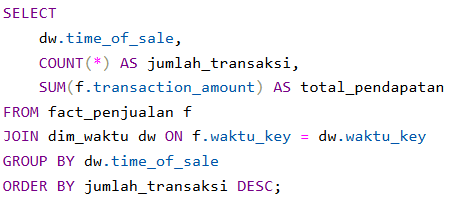 SELECT
dw.time_of_sale,
COUNT(*) AS jumlah_transaksi,
SUM(f.transaction_amount) AS total_pendapatan
FROM fact_penjualan f
JOIN dim_waktu dw ON f.waktu_key = dw.waktu_key
GROUP BY dw.time_of_sale
ORDER BY jumlah_transaksi DESC;